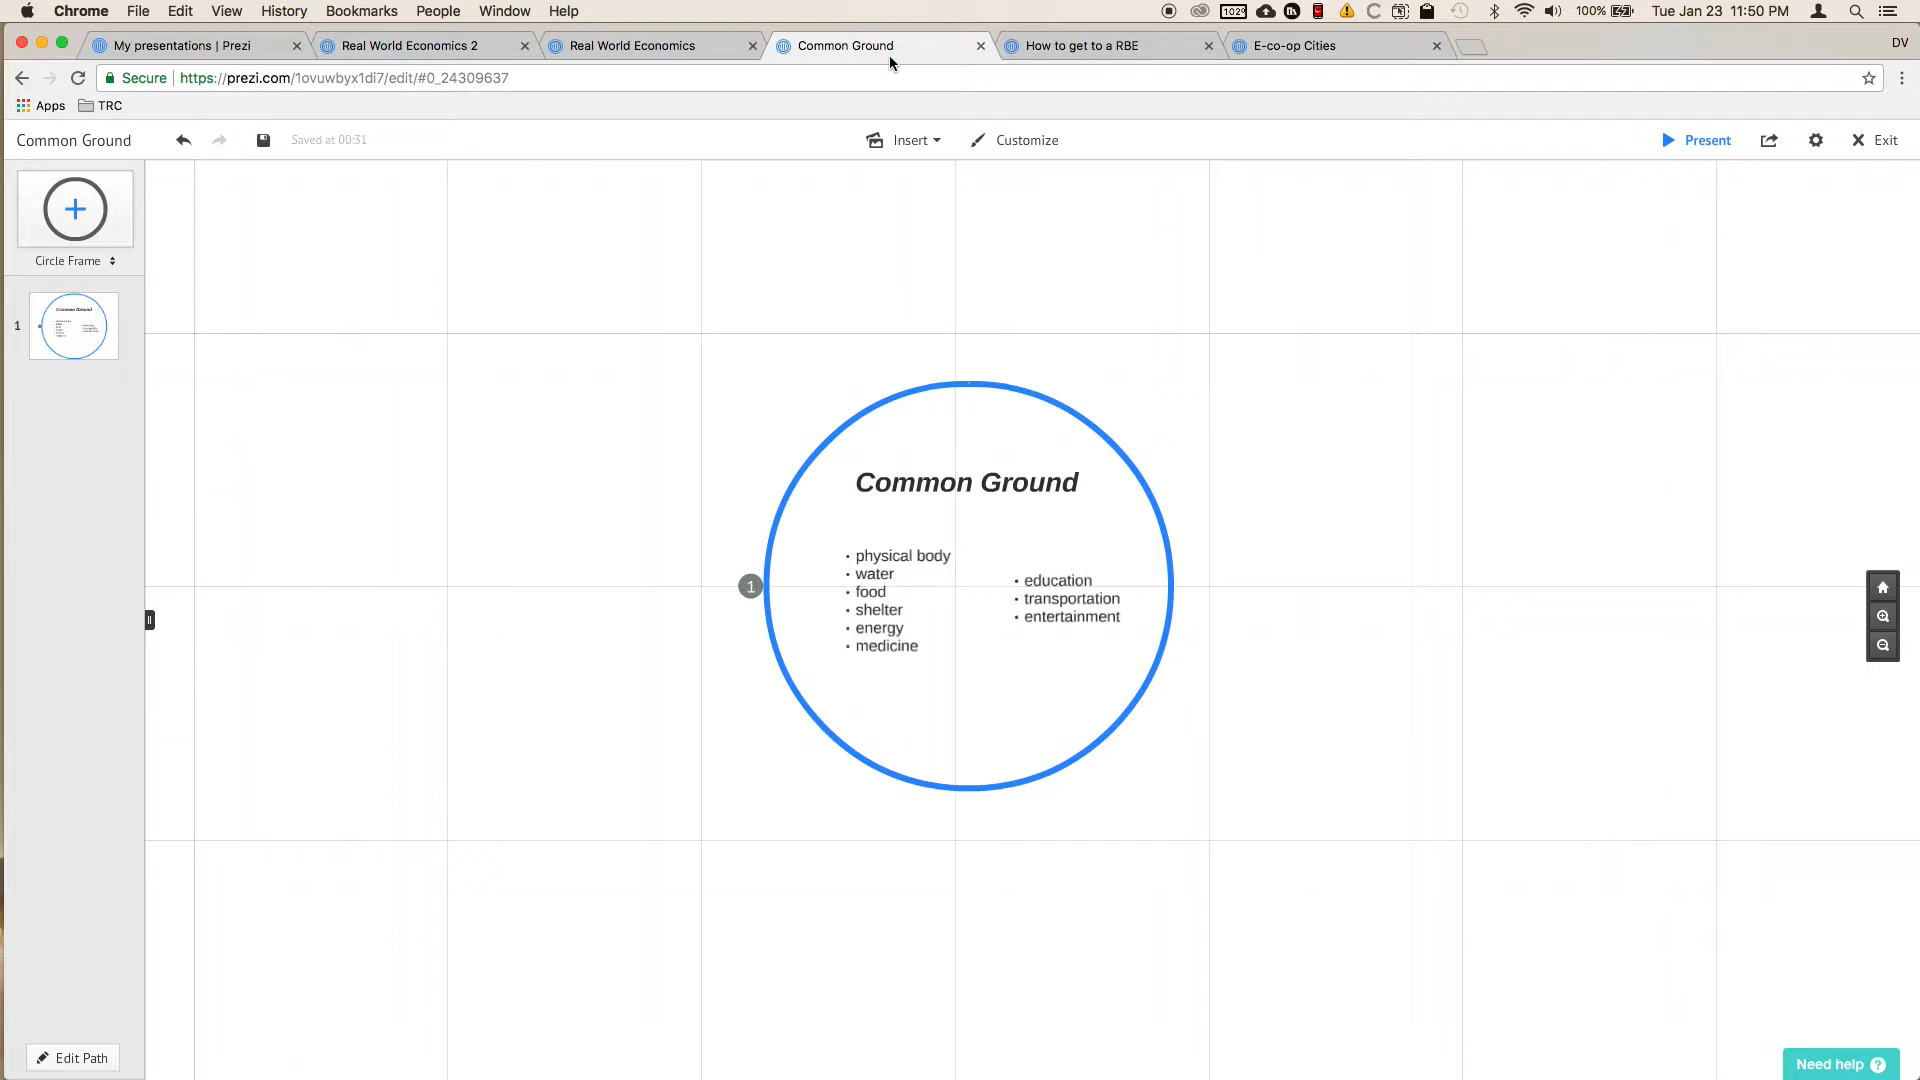 Chrome File Edit View History Bookmarks People Window Help 1029 100% Tue Jan 23 11:50 PM
My presentations | Prezi Real World Economics 2 Real World Economics Common Ground How to get to a RBE E-co-op Cities DV
Secure https://prezi.com/1ovuwbyx1di7/edit/#0_24309637
Apps TRC
Common Ground Saved at 00:31 Insert Customize Present Exit
Circle Frame
1
Common Ground
• physical body
• water
• food
• shelter
• energy
• medicine
• education
• transportation
• entertainment
1
Edit Path
Need help ?